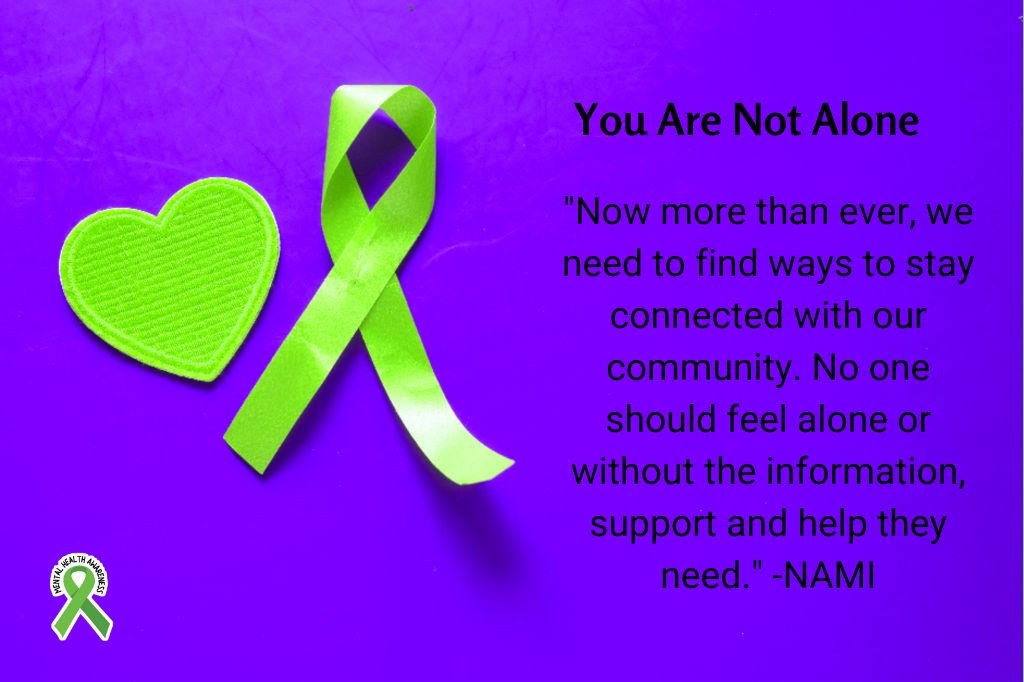 You Are Not Alone
"Now more than ever, we
need to find ways to stay
connected with our
community. No one
should feel alone or
without the information,
support and help they
need." -NAMI
MENTAL HEALTH AWARENESS